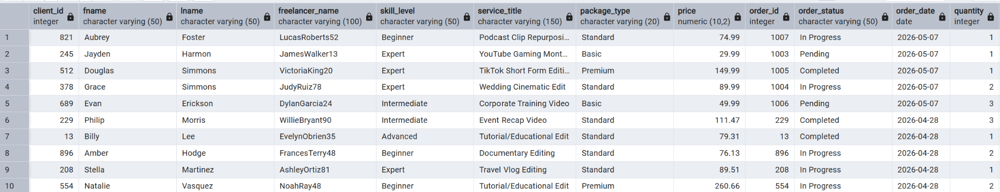 client_id fname lname freelancer_name skill_level service_title package_type price order_id order_status order_date quantity
integer character varying (50) character varying (50) character varying (100) character varying (50) character varying (150) character varying (20) numeric (10,2) integer character varying (50) date integer
1 821 Aubrey Foster LucasRoberts52 Beginner Podcast Clip Repurposi... Standard 74.99 1007 In Progress 2026-05-07 1
2 245 Jayden Harmon JamesWalker13 Expert YouTube Gaming Mont... Basic 29.99 1003 Pending 2026-05-07 1
3 512 Douglas Simmons VictoriaKing20 Expert TikTok Short Form Editi... Premium 149.99 1005 Completed 2026-05-07 1
4 378 Grace Simmons JudyRuiz78 Expert Wedding Cinematic Edit Standard 89.99 1004 In Progress 2026-05-07 2
5 689 Evan Erickson DylanGarcia24 Intermediate Corporate Training Video Basic 49.99 1006 Pending 2026-05-07 3
6 229 Philip Morris WillieBryant90 Intermediate Event Recap Video Standard 111.47 229 Completed 2026-04-28 3
7 13 Billy Lee EvelynObrien35 Advanced Tutorial/Educational Edit Standard 79.31 13 Completed 2026-04-28 1
8 896 Amber Hodge FrancesTerry48 Beginner Documentary Editing Standard 76.13 896 In Progress 2026-04-28 2
9 208 Stella Martinez AshleyOrtiz81 Expert Travel Vlog Editing Standard 89.51 208 In Progress 2026-04-28 1
10 554 Natalie Vasquez NoahRay48 Beginner Tutorial/Educational Edit Premium 260.66 554 In Progress 2026-04-28 2